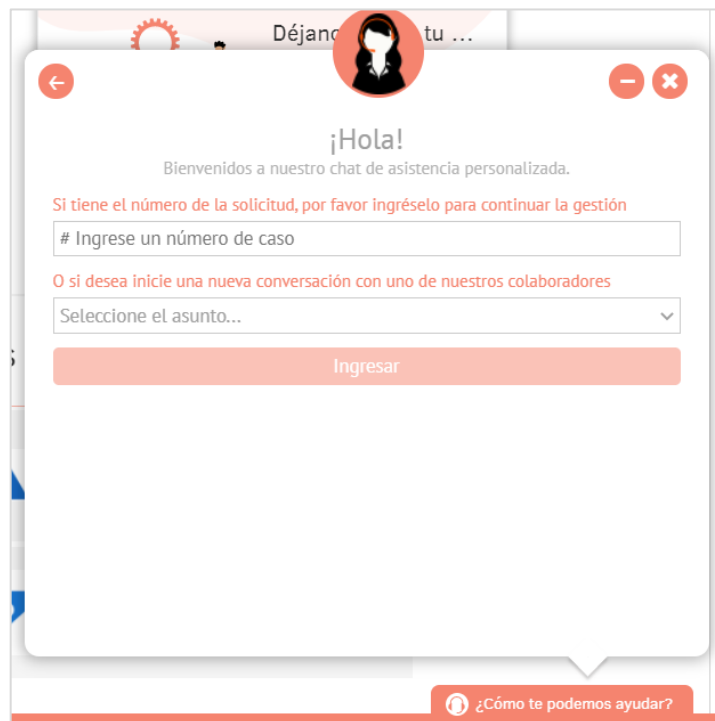 Déjano tu ...
¡Hola!
Bienvenidos a nuestro chat de asistencia personalizada.
Si tiene el número de la solicitud, por favor ingréselo para continuar la gestión
# Ingrese un número de caso
O si desea inicie una nueva conversación con uno de nuestros colaboradores
Seleccione el asunto...
Ingresar
¿Cómo te podemos ayudar?